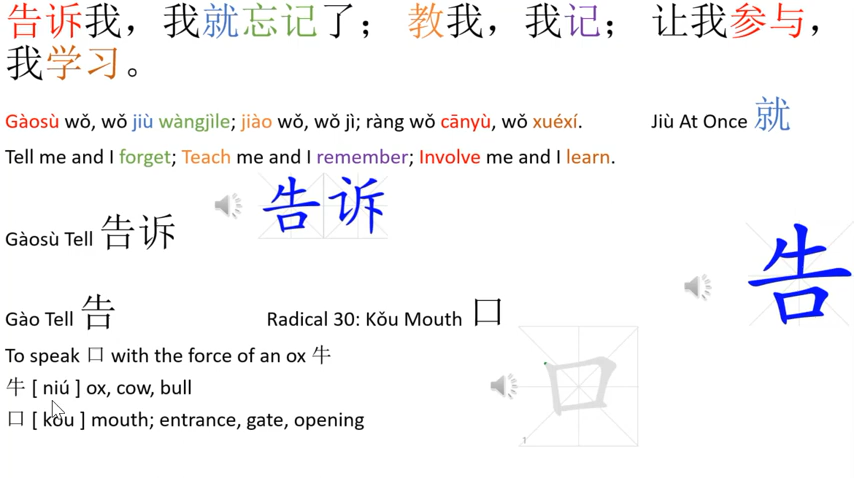 告诉我，我就忘记了； 教我，我记； 让我参与，
我学习。
Gàosù wǒ, wǒ jiù wàngjìle; jiào wǒ, wǒ jì; ràng wǒ cānyù, wǒ xuéxí.
Jiù At Once 就
Tell me and I forget; Teach me and I remember; Involve me and I learn.
告诉
Gàosù Tell 告诉
告
Gào Tell 告
Radical 30: Kǒu Mouth 口
To speak 口 with the force of an ox 牛
口
牛 [ niú ] ox, cow, bull
口 [ kǒu ] mouth; entrance, gate, opening
1